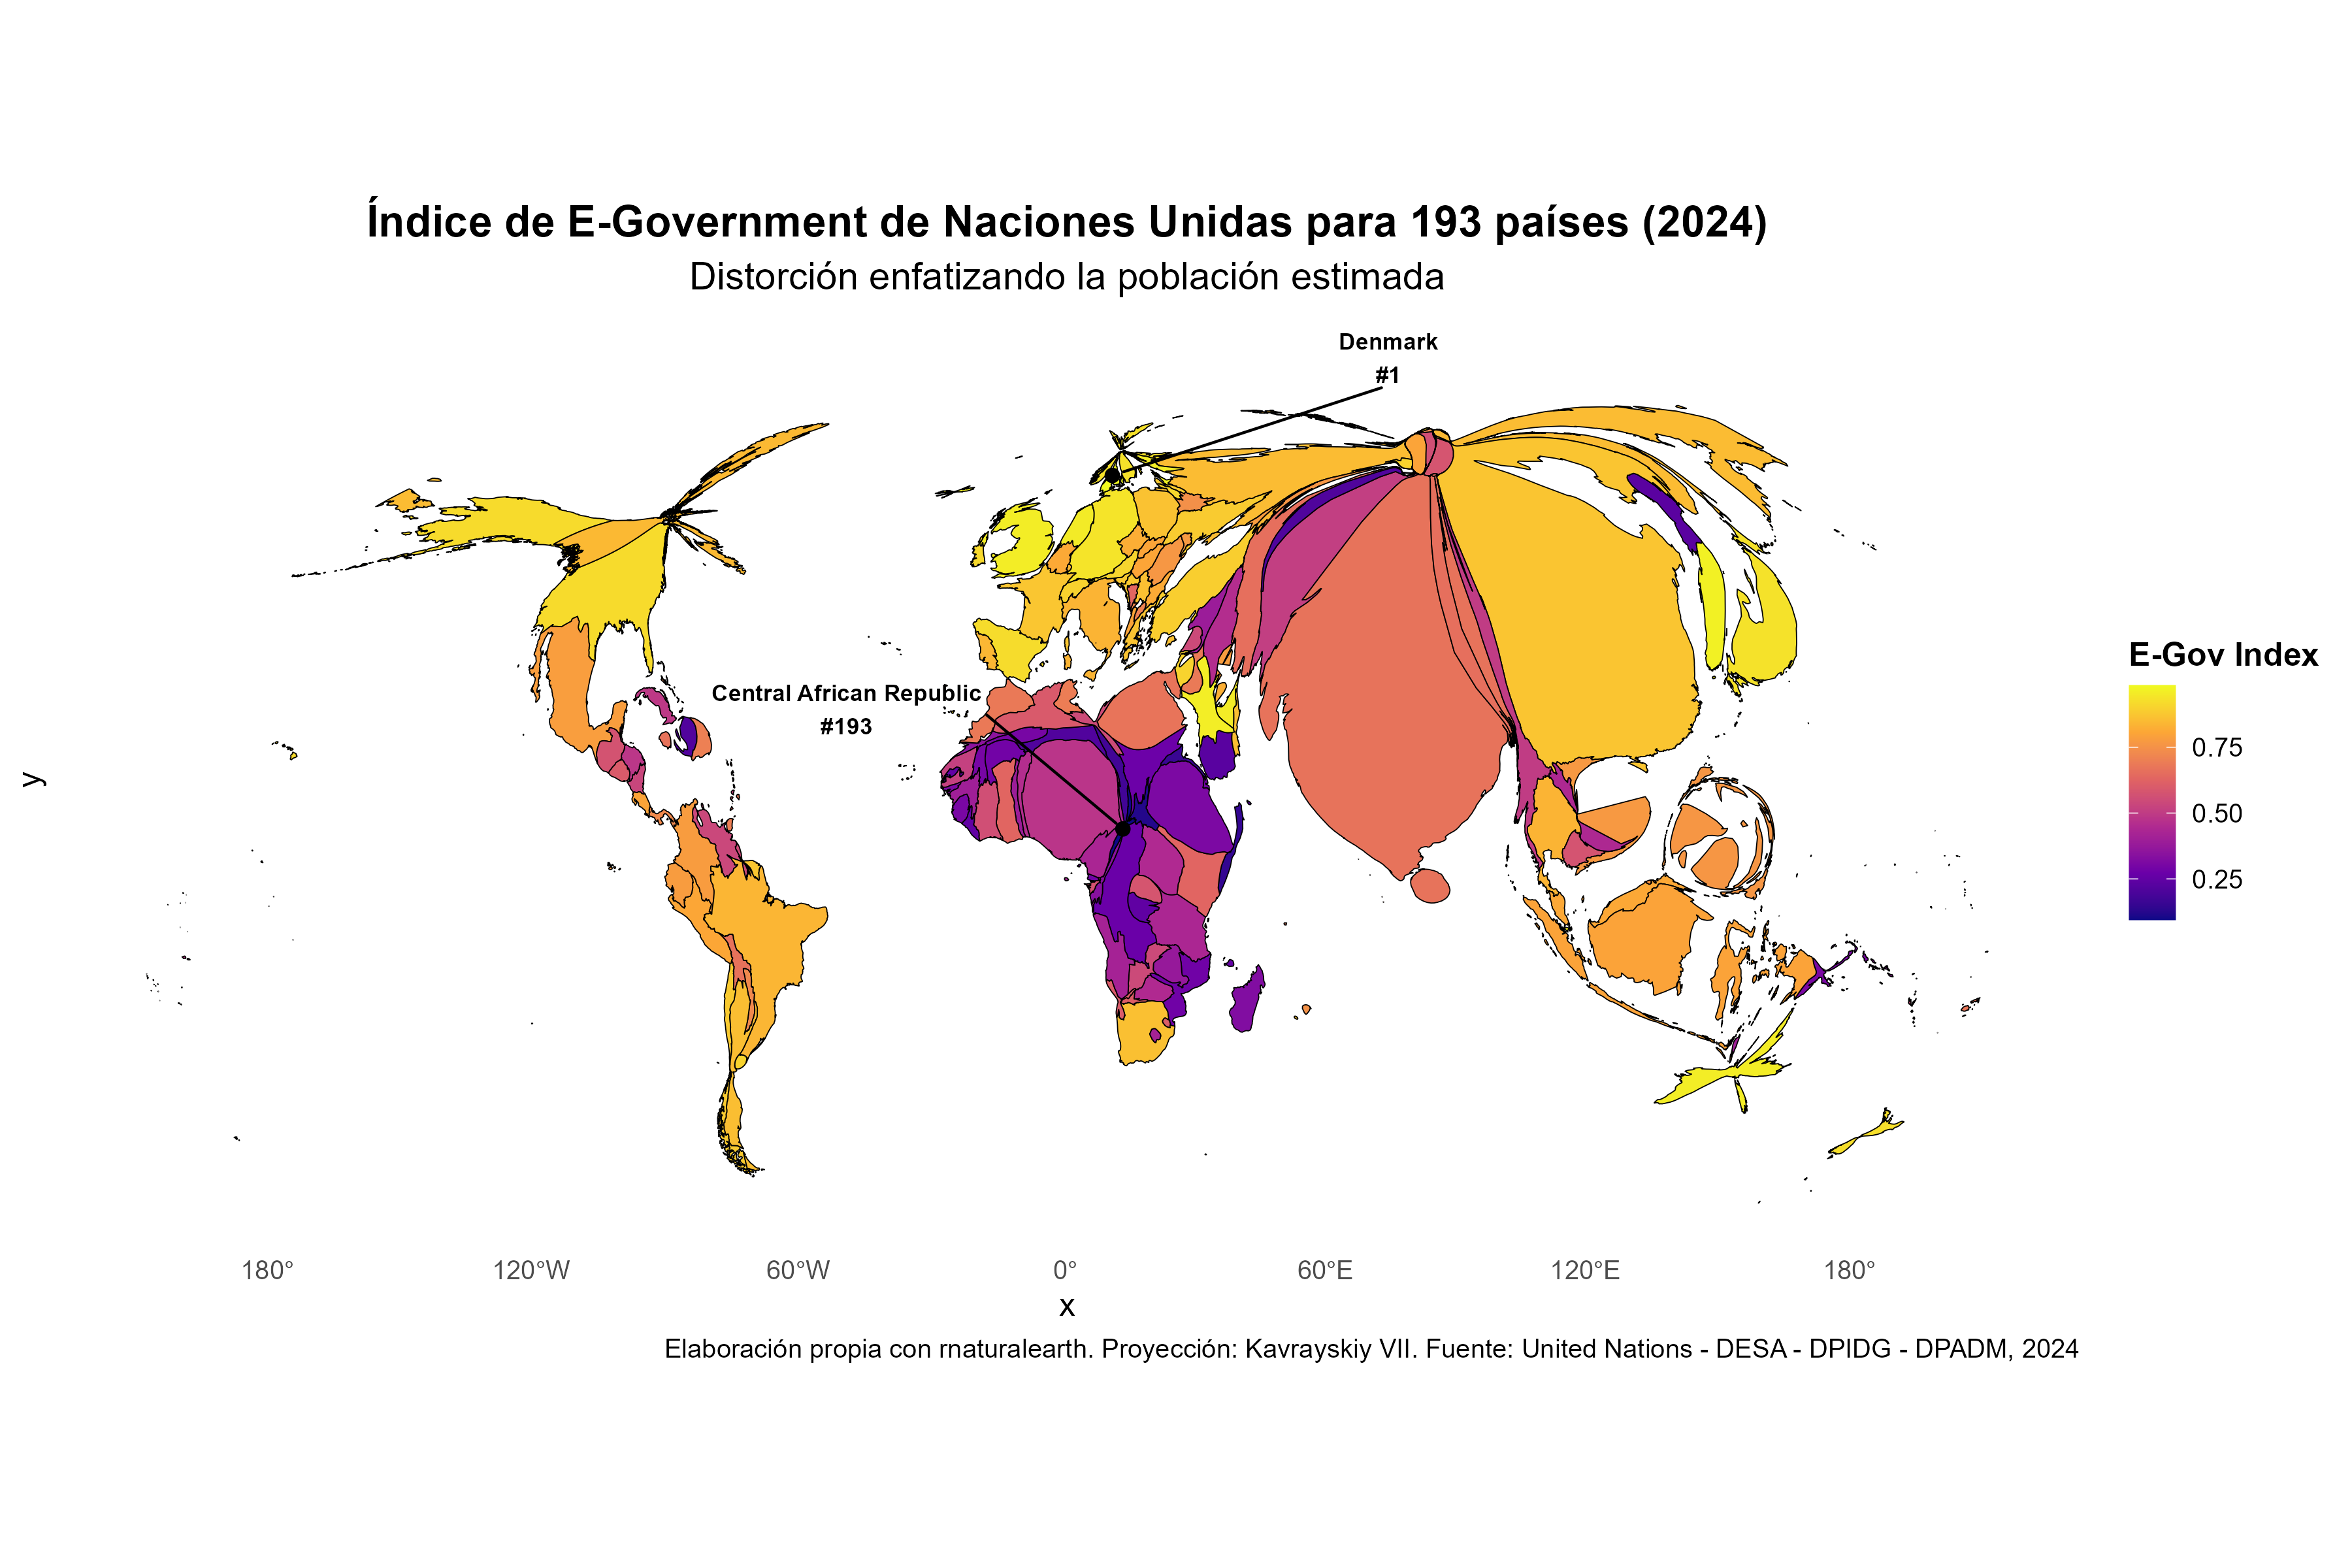 Índice de E-Government de Naciones Unidas para 193 países (2024)
Distorción enfatizando la población estimada
Denmark
#1
Central African Republic
#193
E-Gov Index
0.75
0.50
0.25
y
180°
120°W
60°W
0°
60°E
120°E
180°
x
Elaboración propia con rnaturalearth. Proyección: Kavrayskiy VII. Fuente: United Nations - DESA - DPIDG - DPADM, 2024